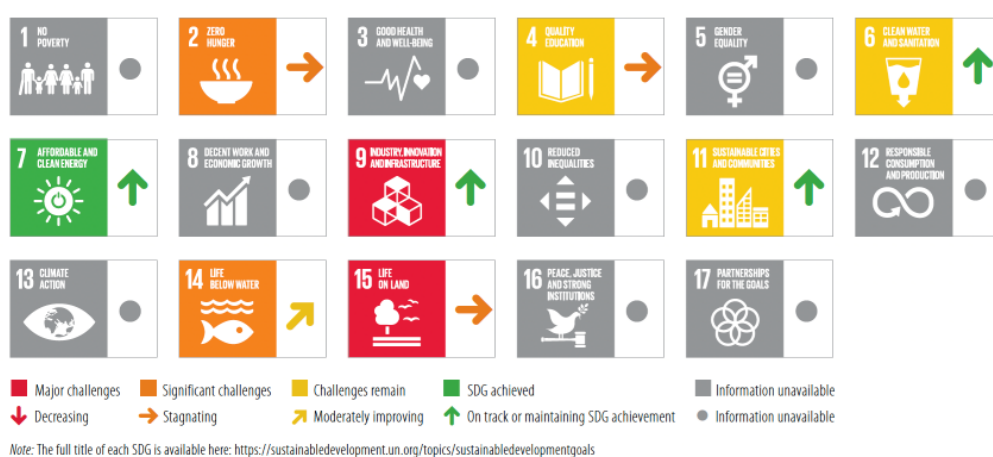 1 NO
POVERTY
2 ZERO
HUNGER
3 GOOD HEALTH
AND WELL-BEING
4 QUALITY
EDUCATION
5 GENDER
EQUALITY
6 CLEAN WATER
AND SANITATION
7 AFFORDABLE AND
CLEAN ENERGY
8 DECENT WORK AND
ECONOMIC GROWTH
9 INDUSTRY, INNOVATION
AND INFRASTRUCTURE
10 REDUCED
INEQUALITIES
11 SUSTAINABLE CITIES
AND COMMUNITIES
12 RESPONSIBLE
CONSUMPTION
AND PRODUCTION
13 CLIMATE
ACTION
14 LIFE
BELOW WATER
15 LIFE
ON LAND
16 PEACE, JUSTICE
AND STRONG
INSTITUTIONS
17 PARTNERSHIPS
FOR THE GOALS
Major challenges Significant challenges Challenges remain SDG achieved Information unavailable
Decreasing Stagnating Moderately improving On track or maintaining SDG achievement Information unavailable
Note: The full title of each SDG is available here: https://sustainabledevelopment.un.org/topics/sustainabledevelopmentgoals